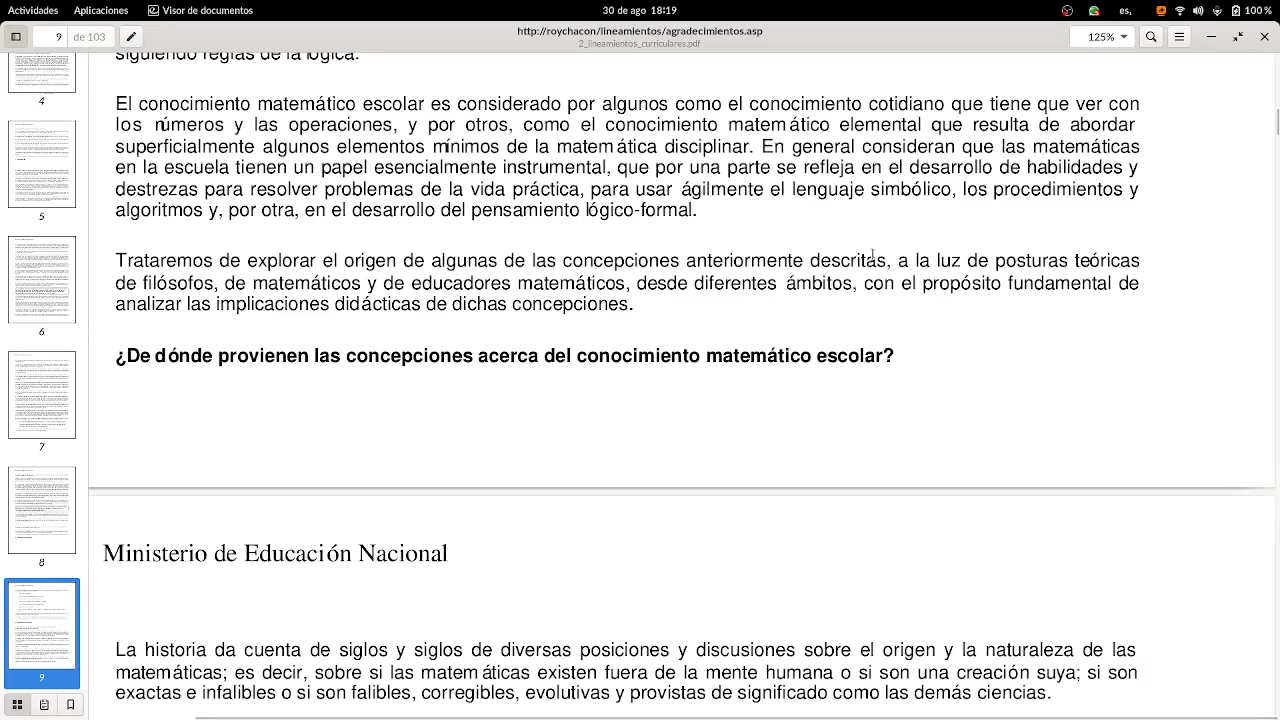 Actividades Aplicaciones Visor de documentos 30 de ago 18:19 es, 100 %
9 de 103 http://roychacon/lineamientos/agradecimientos.asp 125%
2_lineamientos_curriculares.pdf
siguiendo reglas de la lógica.
El conocimiento matemático escolar es considerado por algunos como el conocimiento cotidiano que tiene que ver con
los números y las operaciones, y por otros, como el conocimiento matemático elemental que resulta de abordar
superficialmente algunos elementos mínimos de la matemática disciplinar. En general consideran que las matemáticas
en la escuela tienen un papel esencialmente instrumental, que por una parte se refleja en el desarrollo de habilidades y
destrezas para resolver problemas de la vida práctica, para usar ágilmente el lenguaje simbólico, los procedimientos y
algoritmos y, por otra, en el desarrollo del pensamiento lógico-formal.
Trataremos de explorar el origen de algunas de las concepciones anteriormente descritas a la luz de posturas teóricas
de filósofos, de matemáticos y de educadores matemáticos, desde diferentes ámbitos, con el propósito fundamental de
analizar las implicaciones didácticas de dichas concepciones.
¿De dónde provienen las concepciones acerca del conocimiento matemático escolar?
Ministerio de Educación Nacional
La historia da cuenta de siglos y siglos de diversas posiciones y discusiones sobre el origen y la naturaleza de las
matemáticas; es decir, sobre si las matemáticas existen fuera de la mente humana o si son una creación suya; si son
exactas e infalibles o si son falibles, corregibles, evolutivas y provistas de significado como las demás ciencias.
4
5
6
7
8
9